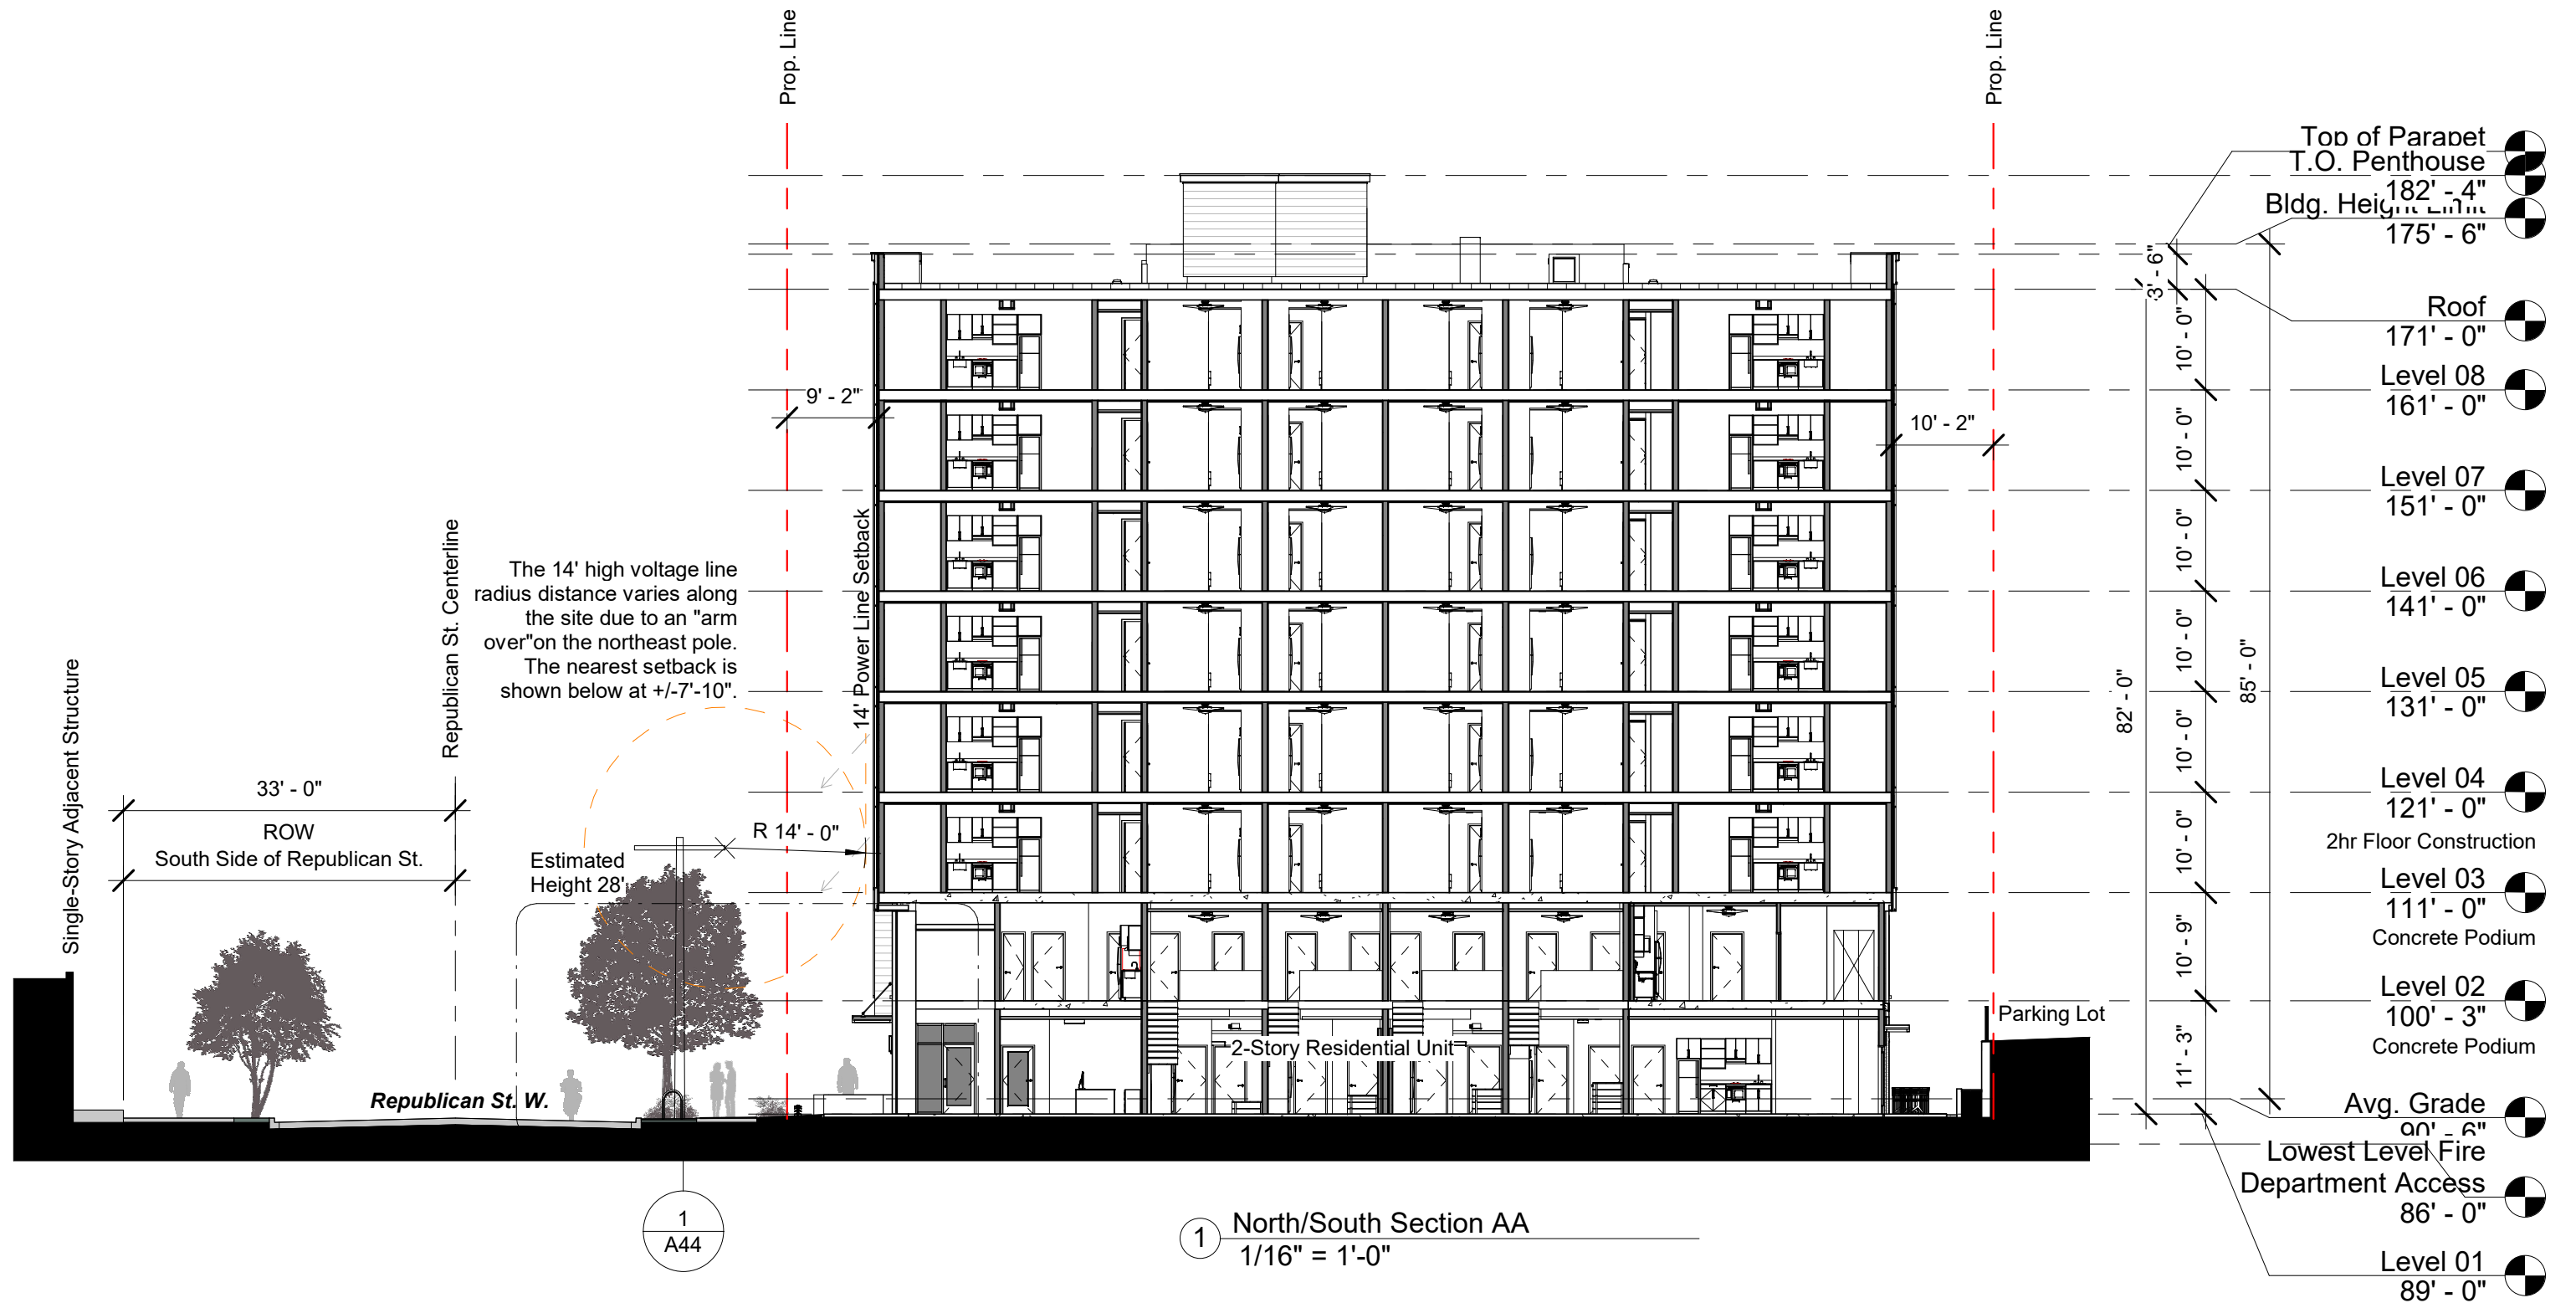 Prop. Line
Prop. Line
Top of Parapet
T.O. Penthouse
182' - 4"
Bldg. Height Limit
175' - 6"
3' - 6"
Roof
171' - 0"
10' - 0"
Level 08
161' - 0"
9' - 2"
10' - 2"
10' - 0"
Level 07
151' - 0"
10' - 0"
Level 06
141' - 0"
10' - 0"
Level 05
131' - 0"
10' - 0"
Level 04
121' - 0"
2hr Floor Construction
10' - 0"
Level 03
111' - 0"
Concrete Podium
10' - 9"
Level 02
100' - 3"
Concrete Podium
11' - 3"
82' - 0"
85' - 0"
Avg. Grade
90' - 6"
Lowest Level Fire
Department Access
86' - 0"
Level 01
89' - 0"
The 14' high voltage line
radius distance varies along
the site due to an "arm
over"on the northeast pole.
The nearest setback is
shown below at +/-7'-10".
14' Power Line Setback
Republican St. Centerline
Single-Story Adjacent Structure
33' - 0"
ROW
South Side of Republican St.
R 14' - 0"
Estimated
Height 28'
Republican St. W.
2-Story Residential Unit
Parking Lot
1
A44
1
North/South Section AA
1/16" = 1'-0"